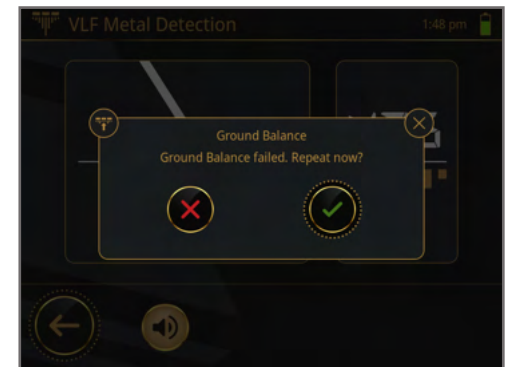 VLF Metal Detection
1:48 pm
Ground Balance
Ground Balance failed. Repeat now?